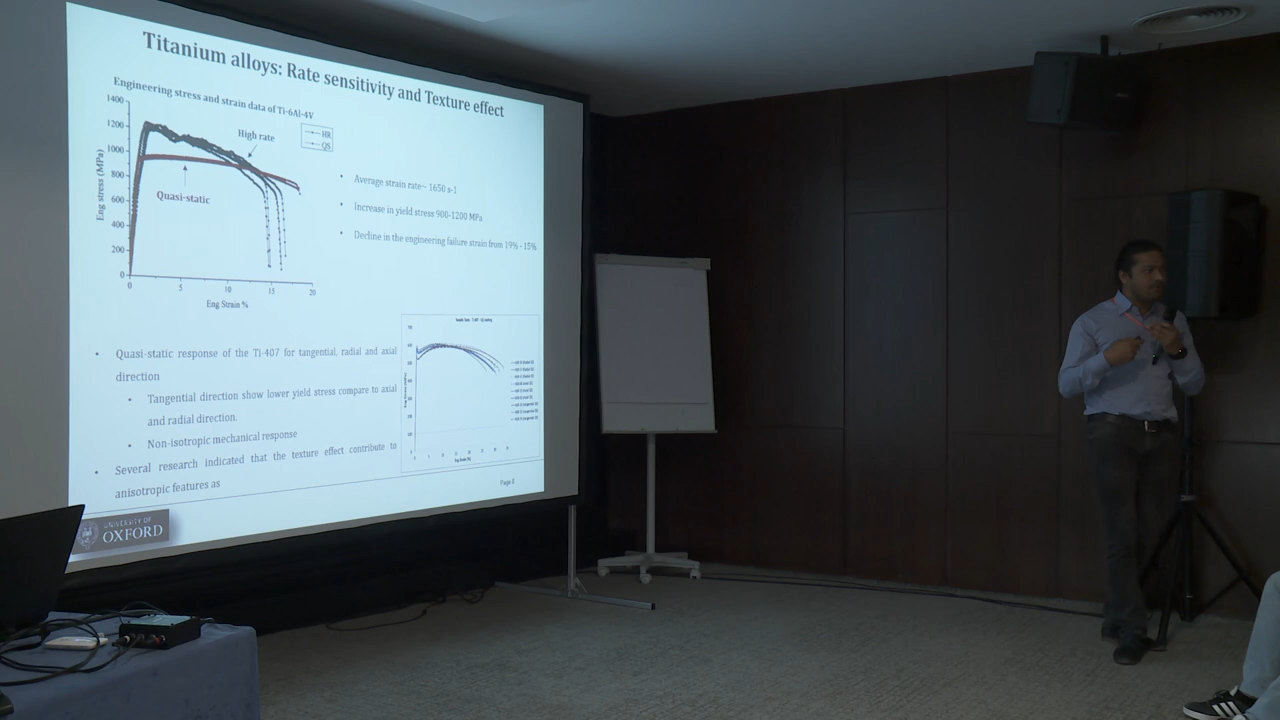 Titanium alloys: Rate sensitivity and Texture effect
Engineering stress and strain data of Ti-6Al-4V
1400
1200
1000
800
600
400
200
0
Eng stress (MPa)
High rate
HR
QS
Quasi-static
0
5
10
15
20
Eng Strain %
• Average strain rate~ 1650 s-1
• Increase in yield stress 900-1200 MPa
• Decline in the engineering failure strain from 19% - 15%
• Quasi-static response of the Ti-407 for tangential, radial and axial
direction
• Tangential direction show lower yield stress compare to axial
and radial direction.
• Non-isotropic mechanical response
• Several research indicated that the texture effect contribute to
anisotropic features as
Page 8
UNIVERSITY OF
OXFORD